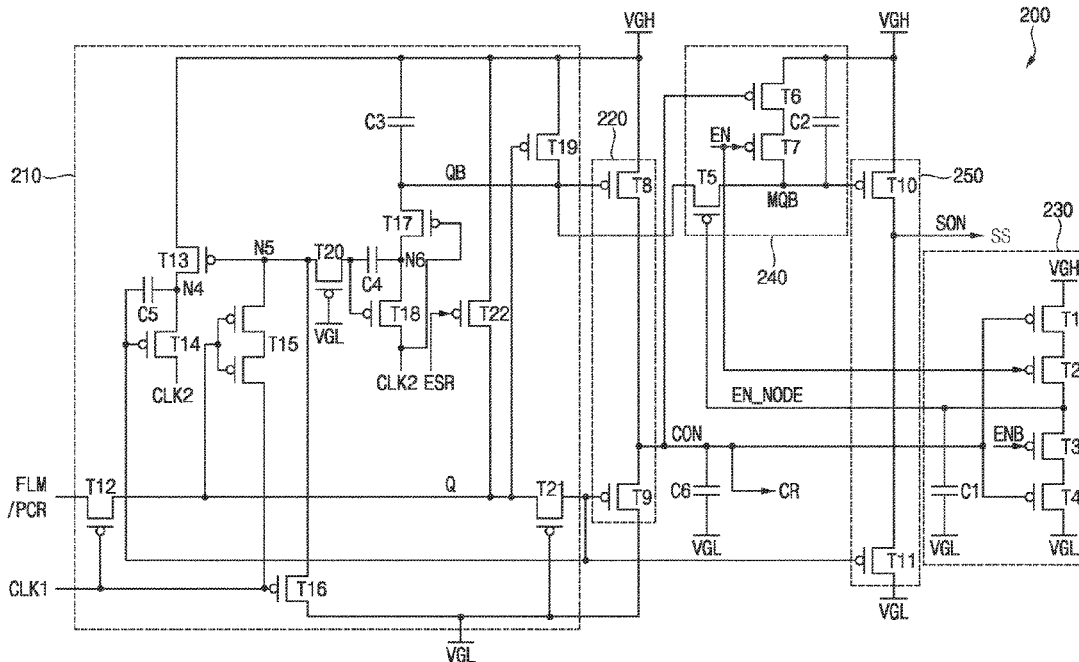 VGH
VGH
200
T6
C2
C3
220
EN
T7
T19
210
QB
T8
T5
T10
250
MQB
T17
SON
SS
230
N5
T20
240
VGH
T13
N6
N4
C4
T1
C5
T18
T22
T14
T15
VGL
T2
CLK2
CLK2 ESR
EN_NODE
CON
ENB
T3
FLM
/PCR
T12
Q
T21
T9
C6
CR
C1
T4
VGL
VGL
VGL
T11
CLK1
T16
VGL
VGL